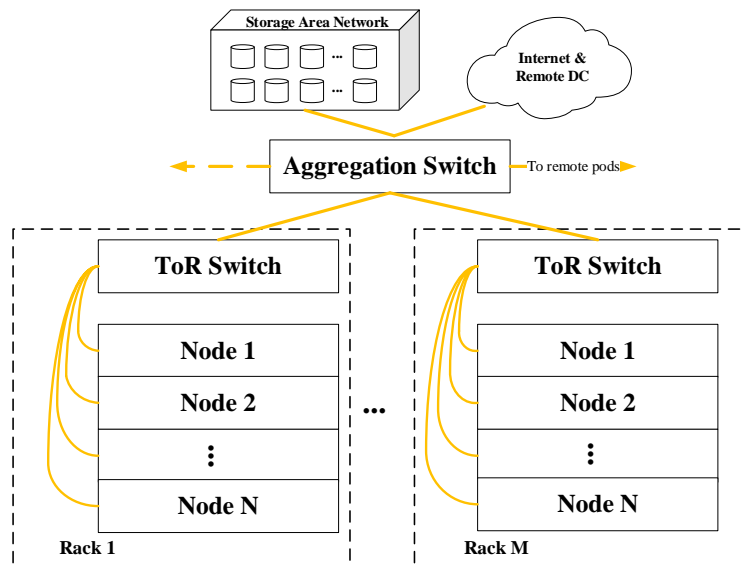 Storage Area Network
...
...
Internet &
Remote DC
Aggregation Switch
To remote pods
ToR Switch
Node 1
Node 2
⋮
Node N
Rack 1
...
ToR Switch
Node 1
Node 2
⋮
Node N
Rack M